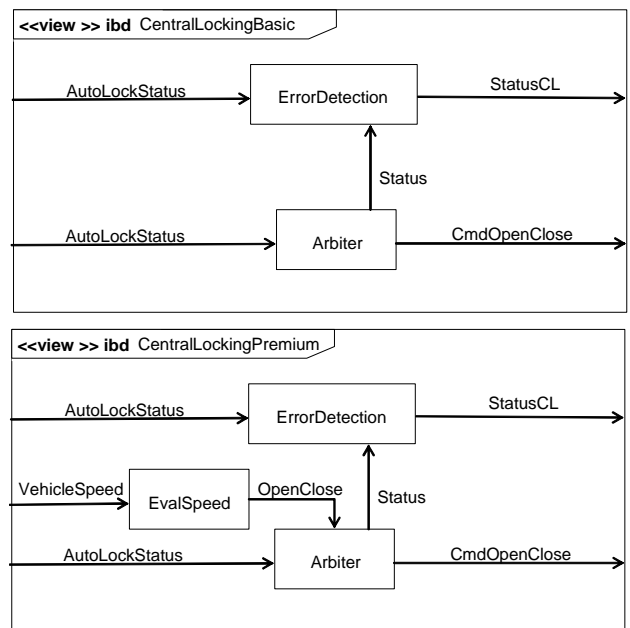 <<view >> ibd CentralLockingBasic
AutoLockStatus
ErrorDetection
StatusCL
Status
AutoLockStatus
Arbiter
CmdOpenClose
<<view >> ibd CentralLockingPremium
AutoLockStatus
ErrorDetection
StatusCL
VehicleSpeed
EvalSpeed
OpenClose
Status
AutoLockStatus
Arbiter
CmdOpenClose